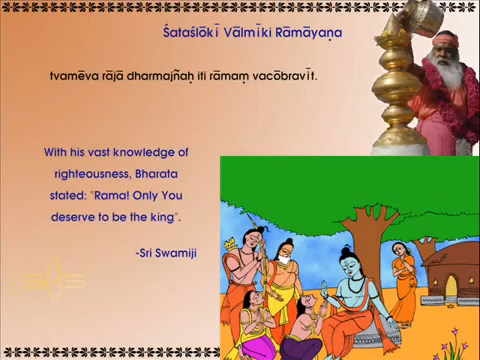 Śataślōkī Vālmīki Rāmāyaṇa
tvamēva rājā dharmajñaḥ iti rāmaṃ vacōbravīt.
With his vast knowledge of
righteousness, Bharata
stated: "Rama! Only You
deserve to be the king".
-Sri Swamiji